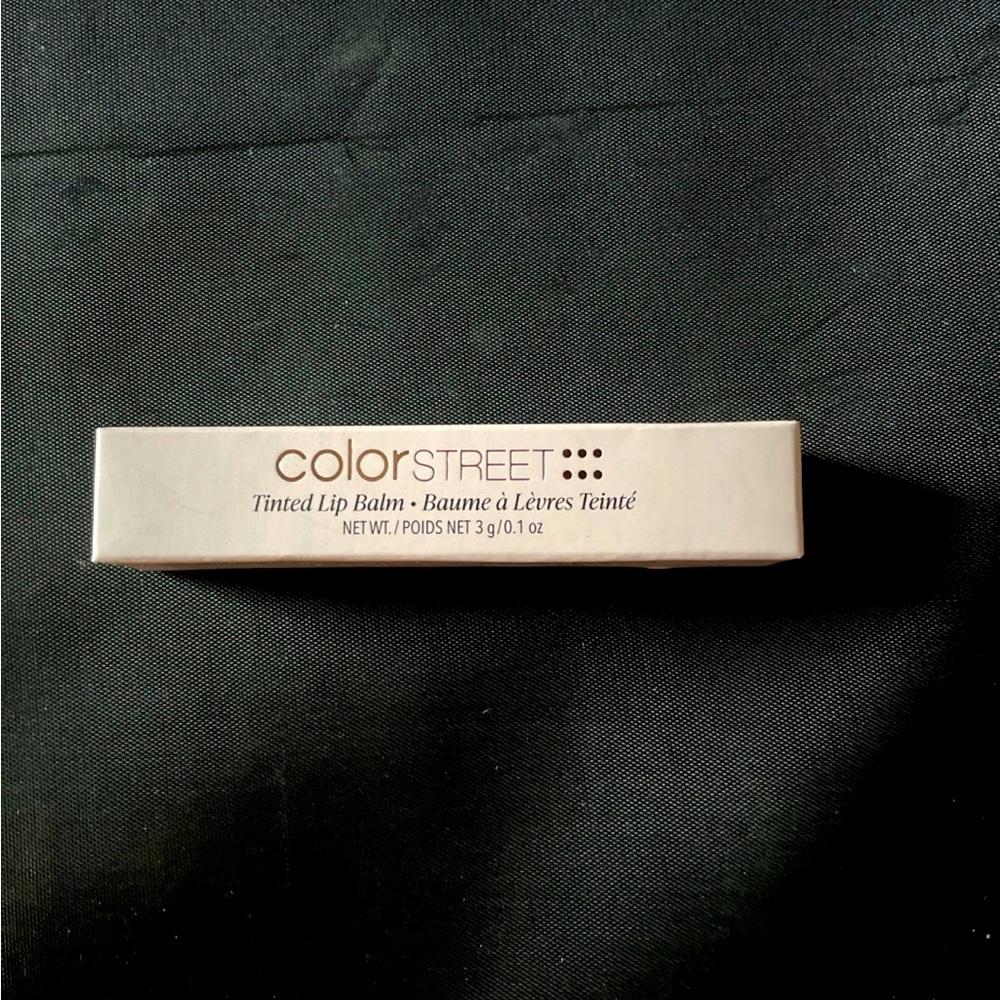 colorSTREET
Tinted Lip Balm • Baume à Lèvres Teinté
NET WT. / POIDS NET 3 g/0.1 oz